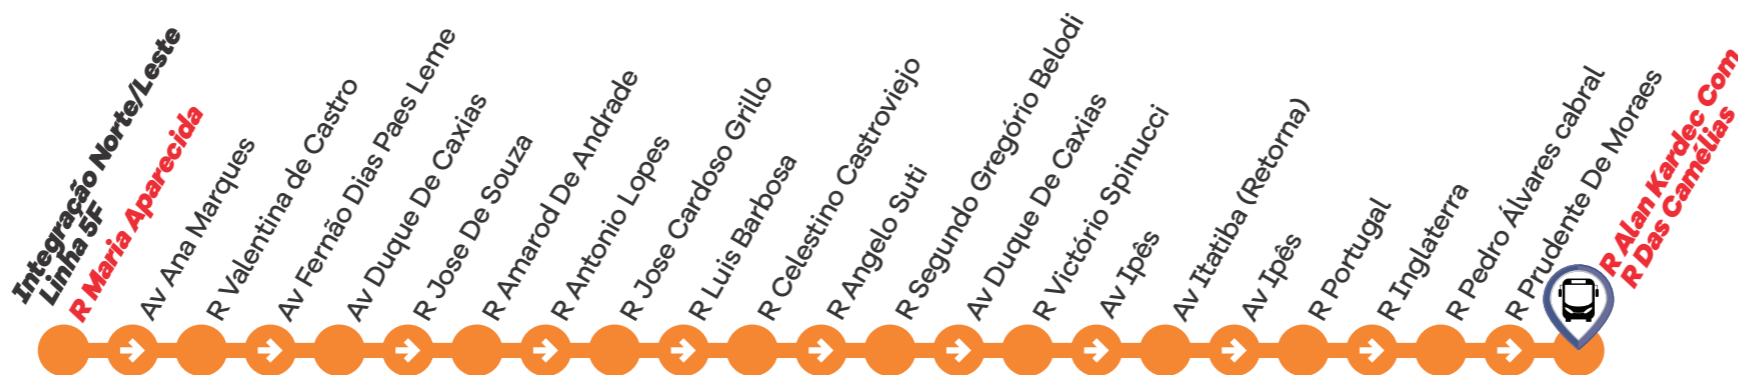 Integração Norte/Leste
Linha 5F
R Maria Aparecida
Av Ana Marques
R Valentina de Castro
Av Fernão Dias Paes Leme
Av Duque De Caxias
R Jose De Souza
R Amarod De Andrade
R Antonio Lopes
R Jose Cardoso Grillo
R Luis Barbosa
R Celestino Castroviejo
R Angelo Suti
R Segundo Gregório Belodi
Av Duque De Caxias
R Victório Spinucci
Av Ipês
Av Itatiba (Retorna)
Av Ipês
R Portugal
R Inglaterra
R Pedro Álvares cabral
R Prudente De Moraes
R Alan Kardec Com
R Das Camélias